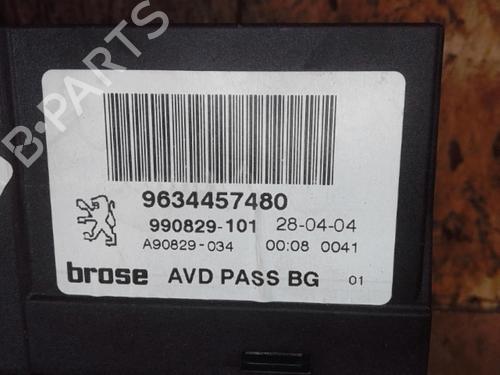 B-PARTS
9634457480
990829-101 28-04-04
A90829-034 00:08 0041
brose AVD PASS BG 01